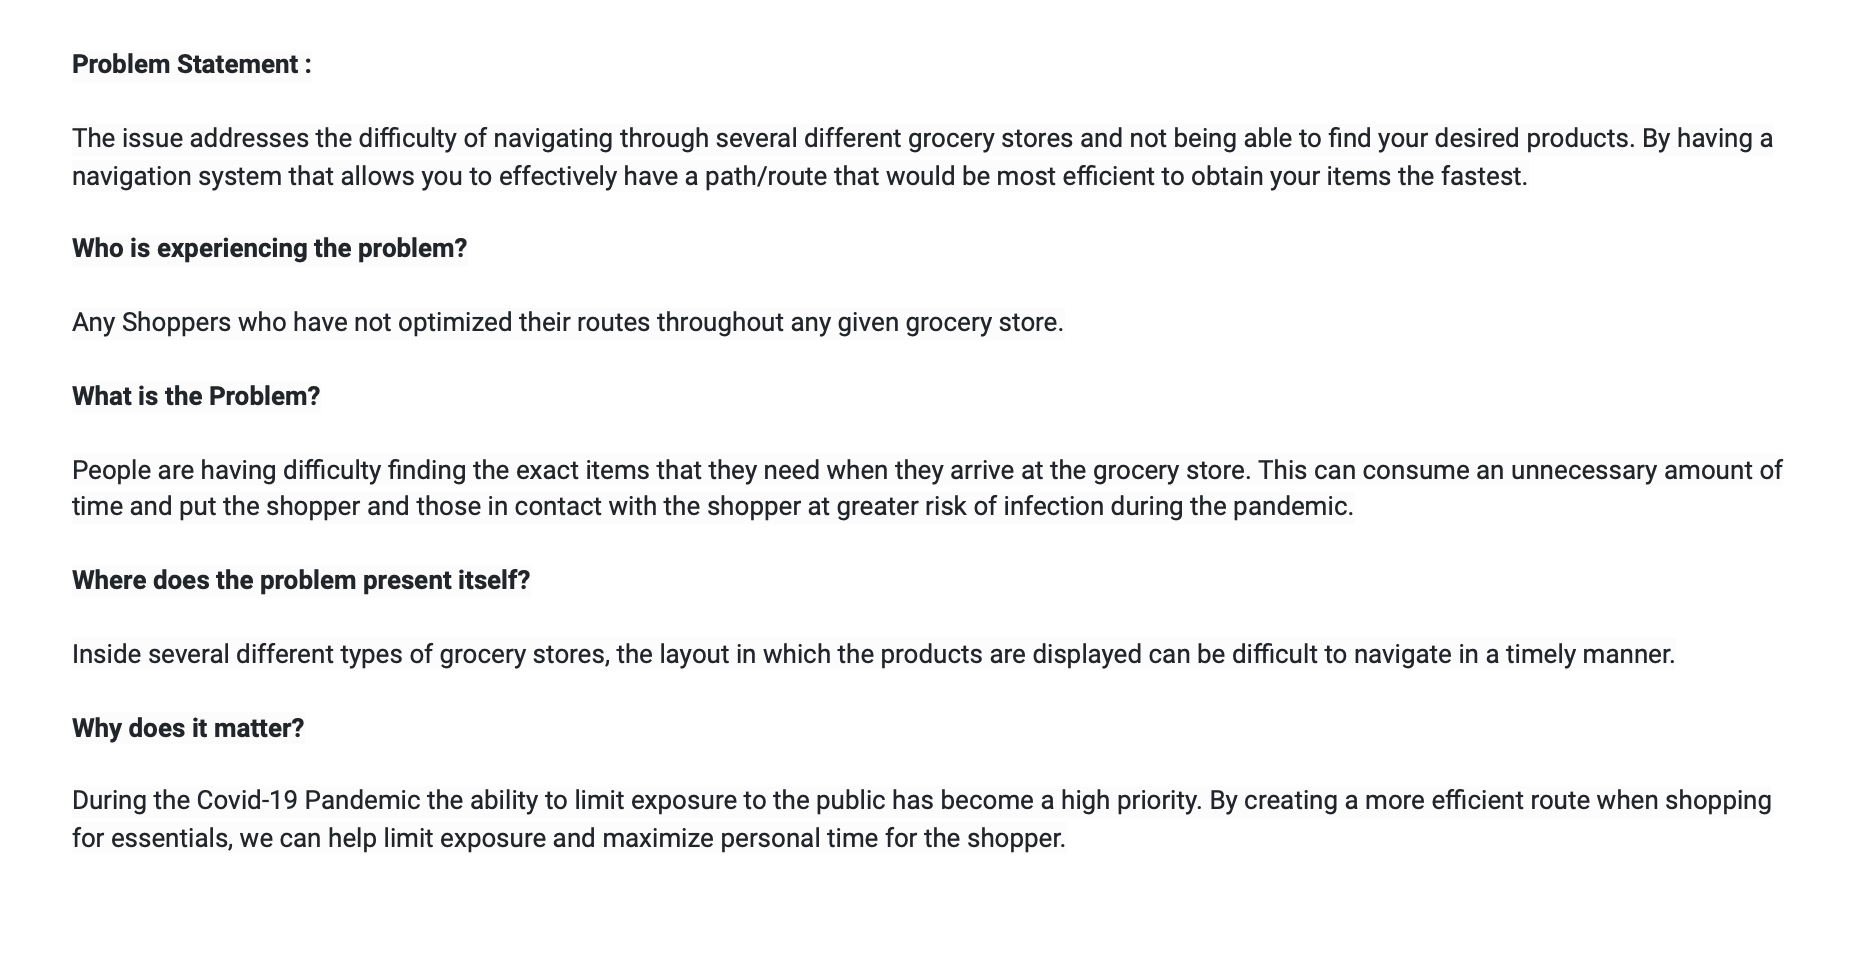 Problem Statement :
The issue addresses the difficulty of navigating through several different grocery stores and not being able to find your desired products. By having a
navigation system that allows you to effectively have a path/route that would be most efficient to obtain your items the fastest.
Who is experiencing the problem?
Any Shoppers who have not optimized their routes throughout any given grocery store.
What is the Problem?
People are having difficulty finding the exact items that they need when they arrive at the grocery store. This can consume an unnecessary amount of
time and put the shopper and those in contact with the shopper at greater risk of infection during the pandemic.
Where does the problem present itself?
Inside several different types of grocery stores, the layout in which the products are displayed can be difficult to navigate in a timely manner.
Why does it matter?
During the Covid-19 Pandemic the ability to limit exposure to the public has become a high priority. By creating a more efficient route when shopping
for essentials, we can help limit exposure and maximize personal time for the shopper.